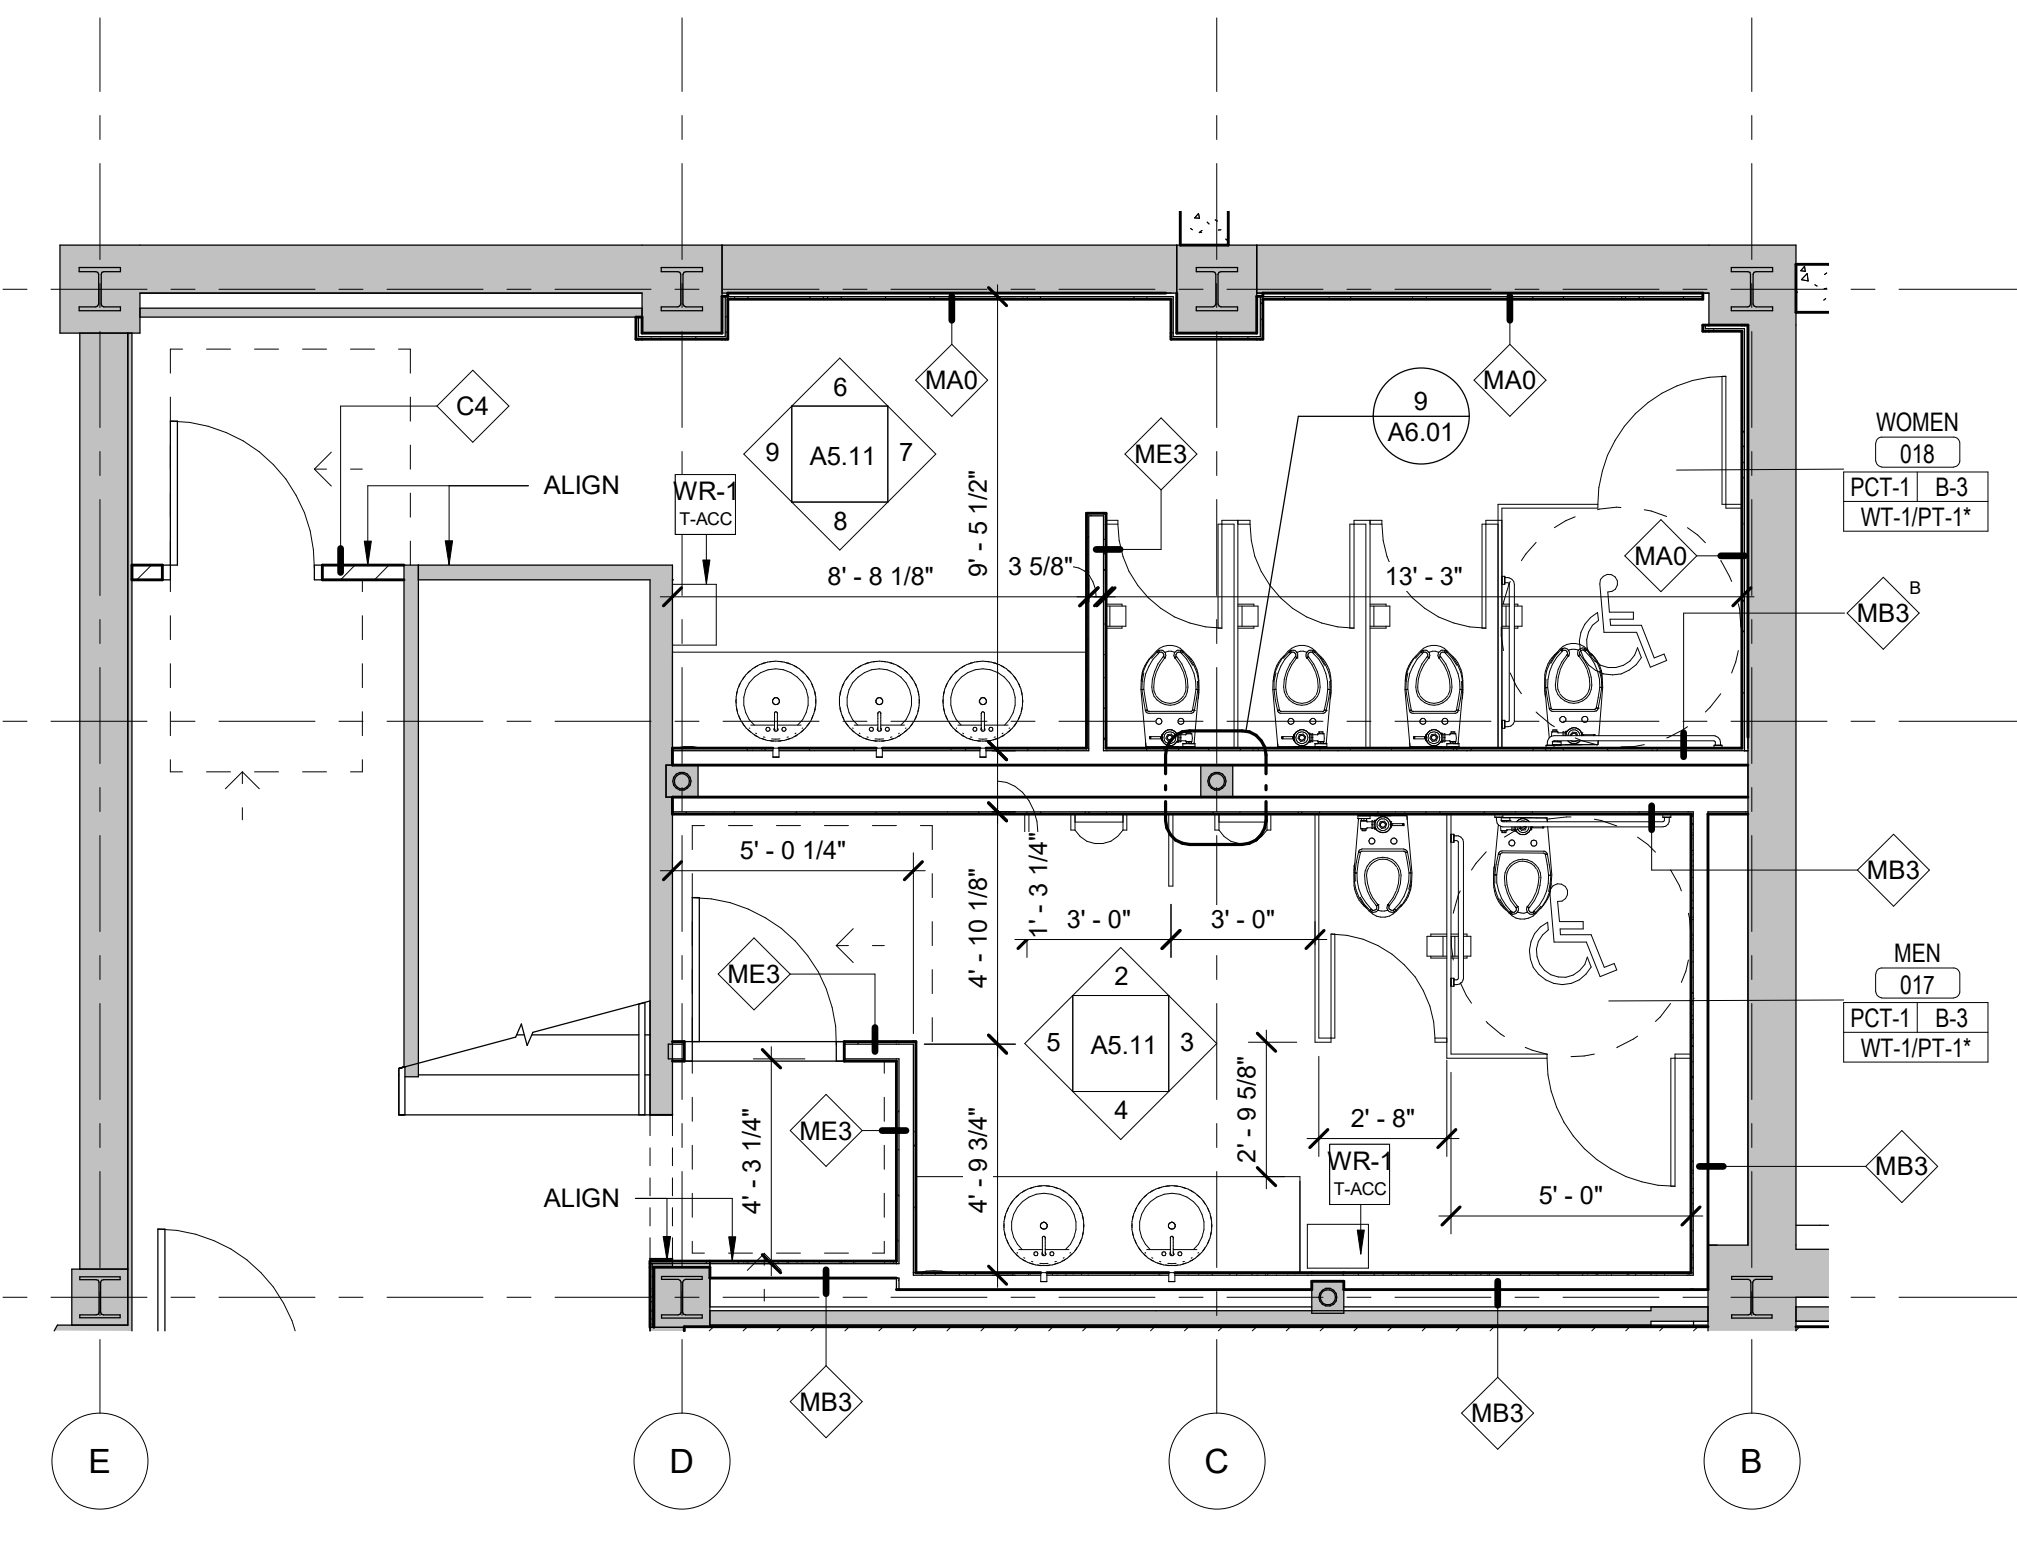 WOMEN
018
PCT-1 B-3
WT-1/PT-1*
6
9 A5.11 7
8
MA0
9
A6.01
MA0
C4
ME3
ALIGN
WR-1
T-ACC
9' - 5 1/2"
8' - 8 1/8"
3 5/8"
13' - 3"
MA0
B
MB3
5' - 0 1/4"
1' - 3 1/4"
4' - 10 1/8"
3' - 0"
3' - 0"
MB3
ME3
MEN
017
PCT-1 B-3
WT-1/PT-1*
2
5 A5.11 3
4
2' - 9 5/8"
2' - 8"
ME3
4' - 3 1/4"
4' - 9 3/4"
WR-1
T-ACC
MB3
ALIGN
5' - 0"
MB3
MB3
E
D
C
B